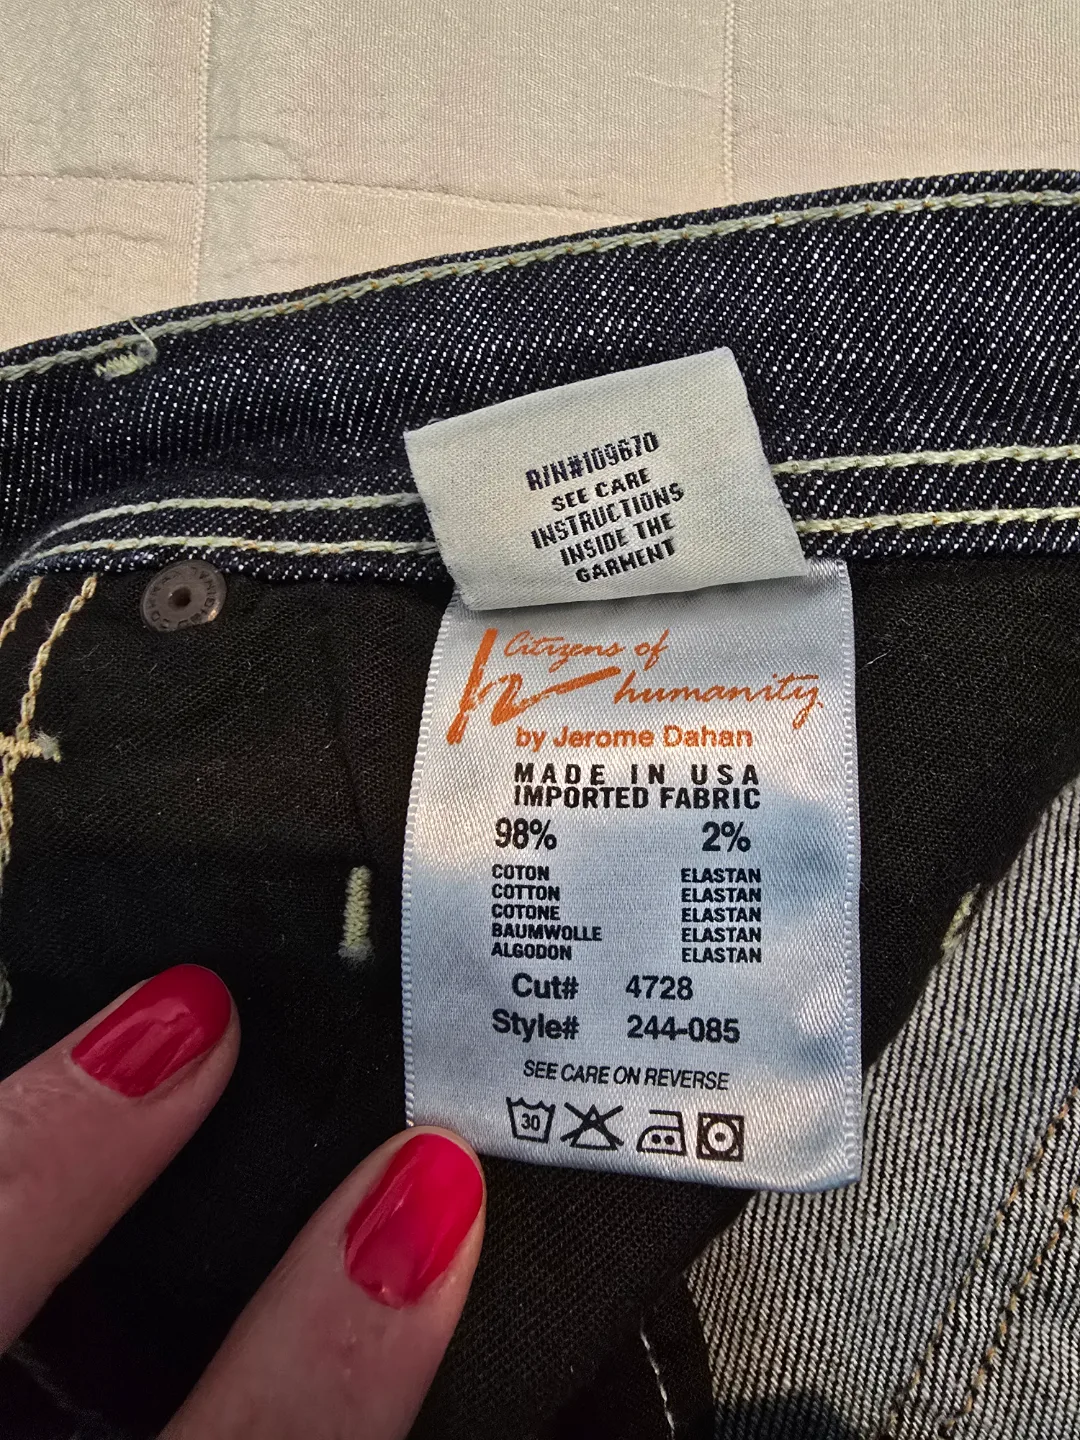 R/N#109670
SEE CARE
INSTRUCTIONS
INSIDE THE
GARMENT
Citizens of
humanity
by Jerome Dahan
MADE IN USA
IMPORTED FABRIC
98% 2%
COTON ELASTAN
COTTON ELASTAN
COTONE ELASTAN
BAUMWOLLE ELASTAN
ALGODON ELASTAN
Cut# 4728
Style# 244-085
SEE CARE ON REVERSE
30